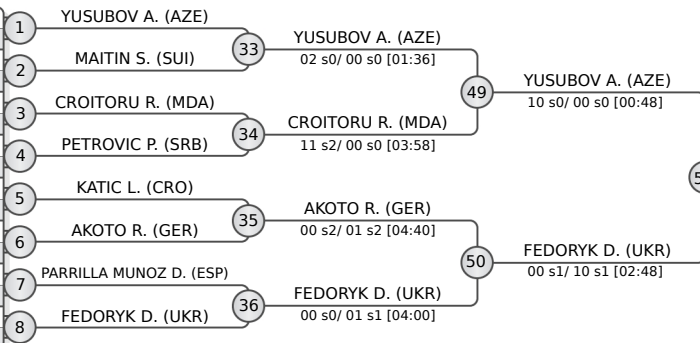 1
YUSUBOV A. (AZE)
2
MAITIN S. (SUI)
33
YUSUBOV A. (AZE)
02 s0/ 00 s0 [01:36]
3
CROITORU R. (MDA)
4
PETROVIC P. (SRB)
34
CROITORU R. (MDA)
11 s2/ 00 s0 [03:58]
49
YUSUBOV A. (AZE)
10 s0/ 00 s0 [00:48]
5
KATIC L. (CRO)
6
AKOTO R. (GER)
35
AKOTO R. (GER)
00 s2/ 01 s2 [04:40]
7
PARRILLA MUNOZ D. (ESP)
8
FEDORYK D. (UKR)
36
FEDORYK D. (UKR)
00 s0/ 01 s1 [04:00]
50
FEDORYK D. (UKR)
00 s1/ 10 s1 [02:48]